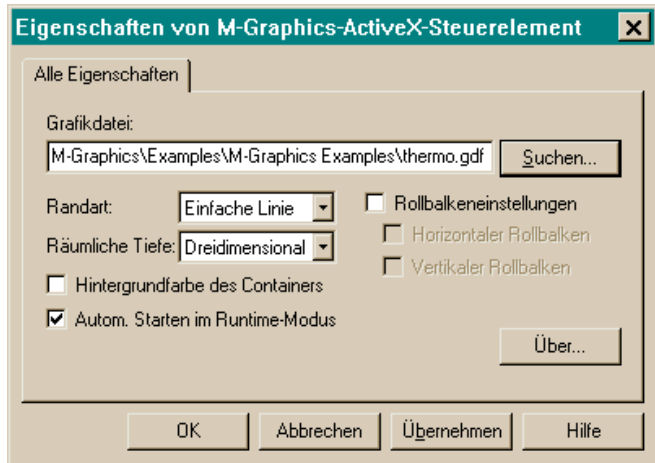 Eigenschaften von M-Graphics-ActiveX-Steuerelement
Alle Eigenschaften
Grafikdatei:
M-Graphics\Examples\M-Graphics Examples\thermo.gdf Suchen...
Randart: Einfache Linie Rollbalkeneinstellungen
Horizontaler Rollbalken
Räumliche Tiefe: Dreidimensional
Vertikaler Rollbalken
Hintergrundfarbe des Containers
Autom. Starten im Runtime-Modus
Über...
OK Abbrechen Übernehmen Hilfe